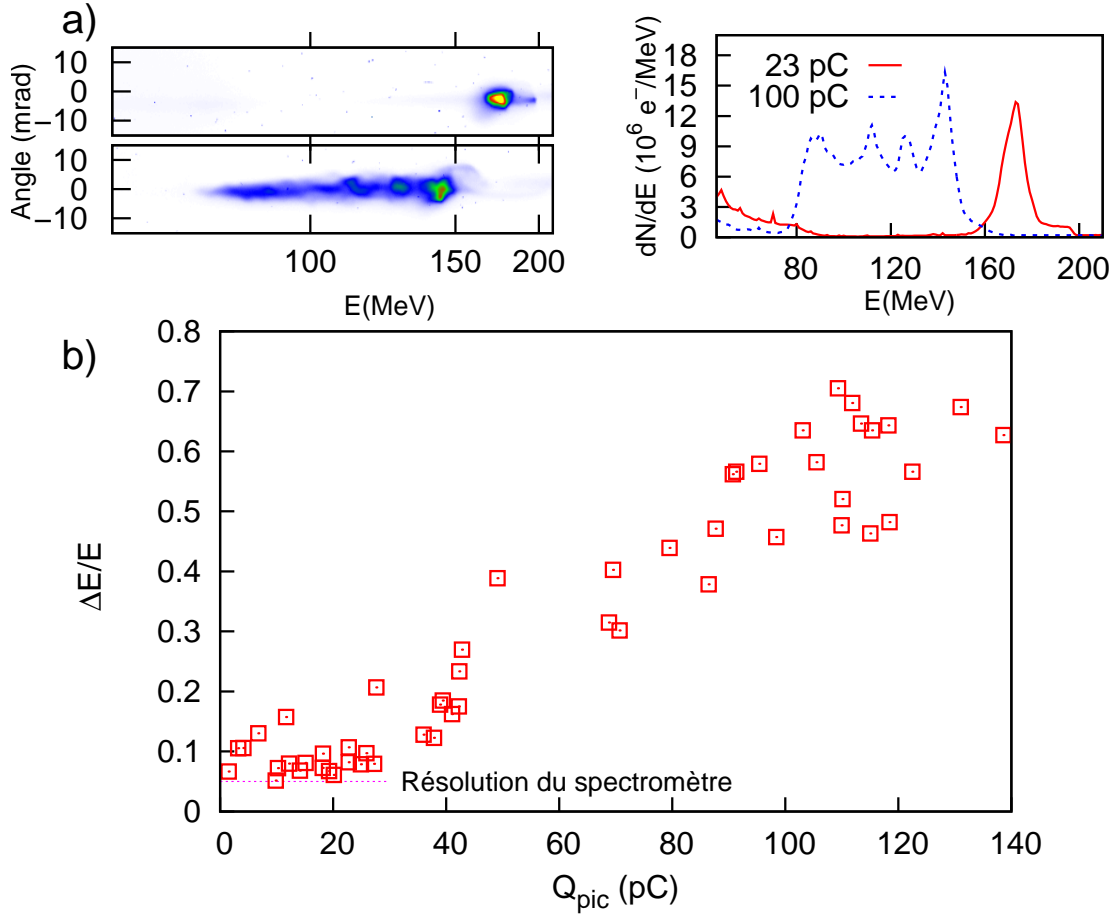 a)
10
0
−10
10
0
−10
Angle (mrad)
100
150
200
E(MeV)
18
15
12
9
6
3
0
dN/dE (10⁶ e⁻/MeV)
23 pC
100 pC
80
120
160
200
E(MeV)
b)
0.8
0.7
0.6
0.5
0.4
0.3
0.2
0.1
0
ΔE/E
Résolution du spectromètre
0 20 40 60 80 100 120 140
Q_pic (pC)